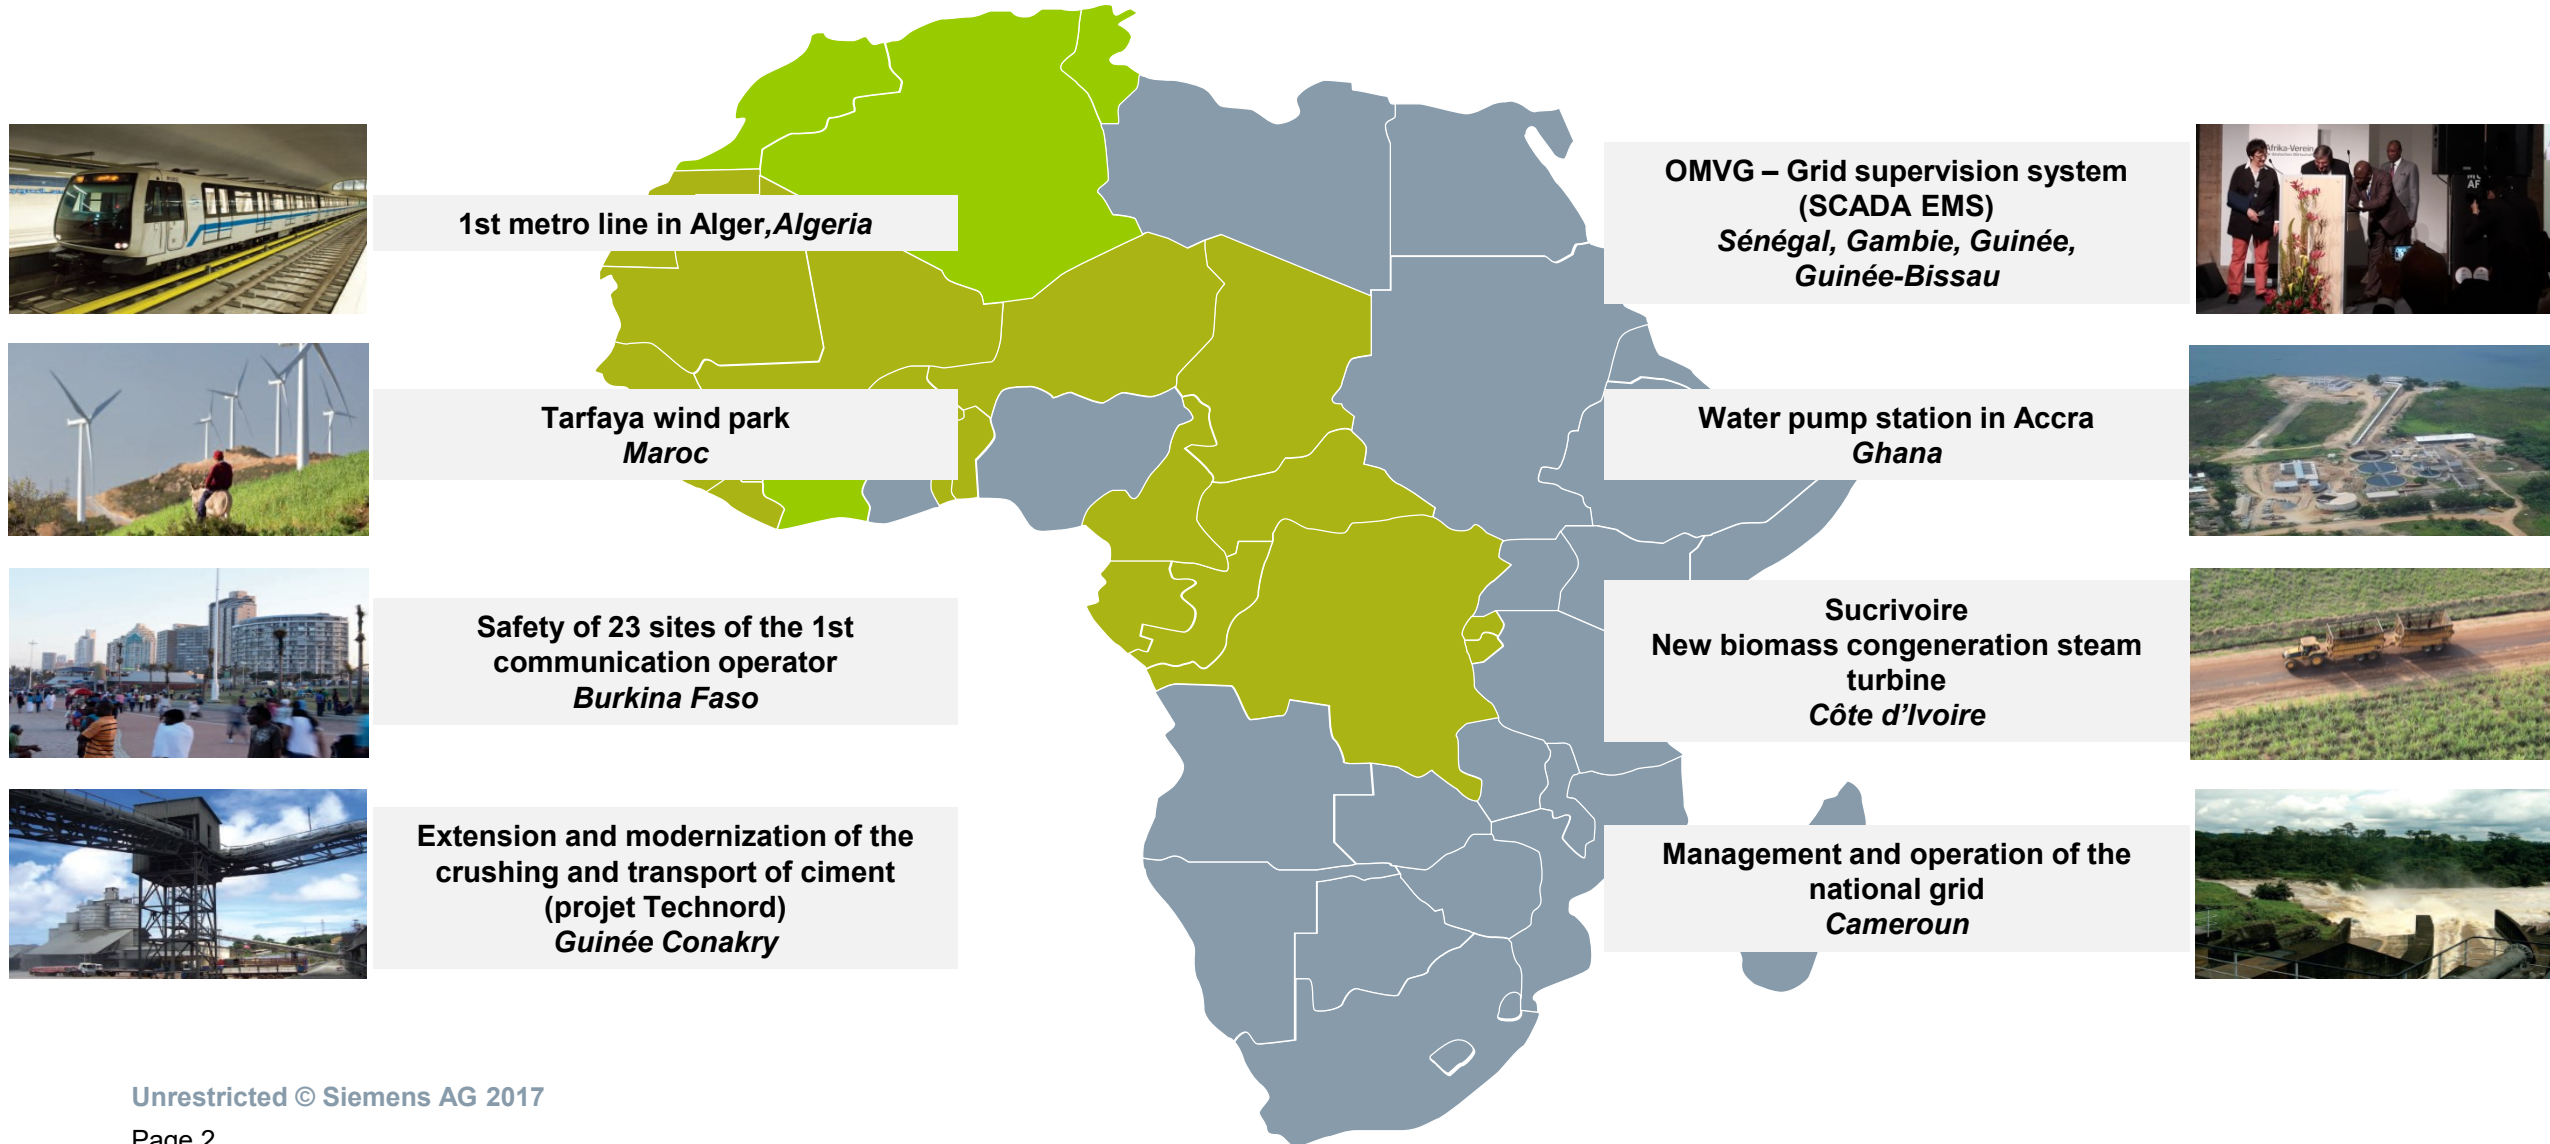 1st metro line in Alger,Algeria
Tarfaya wind park
Maroc
Safety of 23 sites of the 1st
communication operator
Burkina Faso
Extension and modernization of the
crushing and transport of ciment
(projet Technord)
Guinée Conakry
OMVG – Grid supervision system
(SCADA EMS)
Sénégal, Gambie, Guinée,
Guinée-Bissau
Afrika-Verein
Water pump station in Accra
Ghana
Sucrivoire
New biomass congeneration steam
turbine
Côte d’Ivoire
Management and operation of the
national grid
Cameroun
Unrestricted © Siemens AG 2017
Page 2